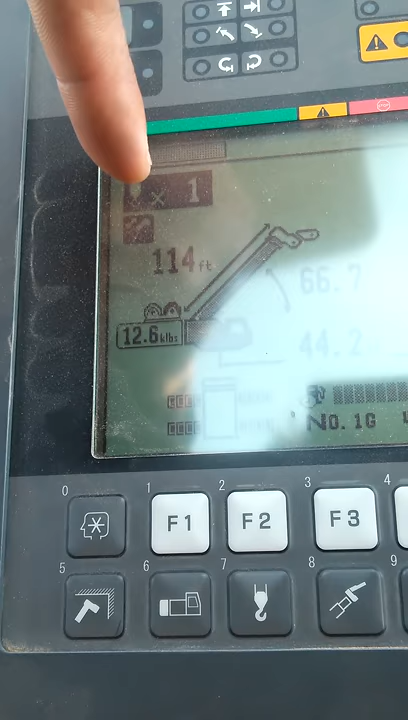 x 1
114 ft
66.7
12.6 klbs
44.2
NO. 1G
0 1 2 3 4
F1 F2 F3
5 6 7 8 9